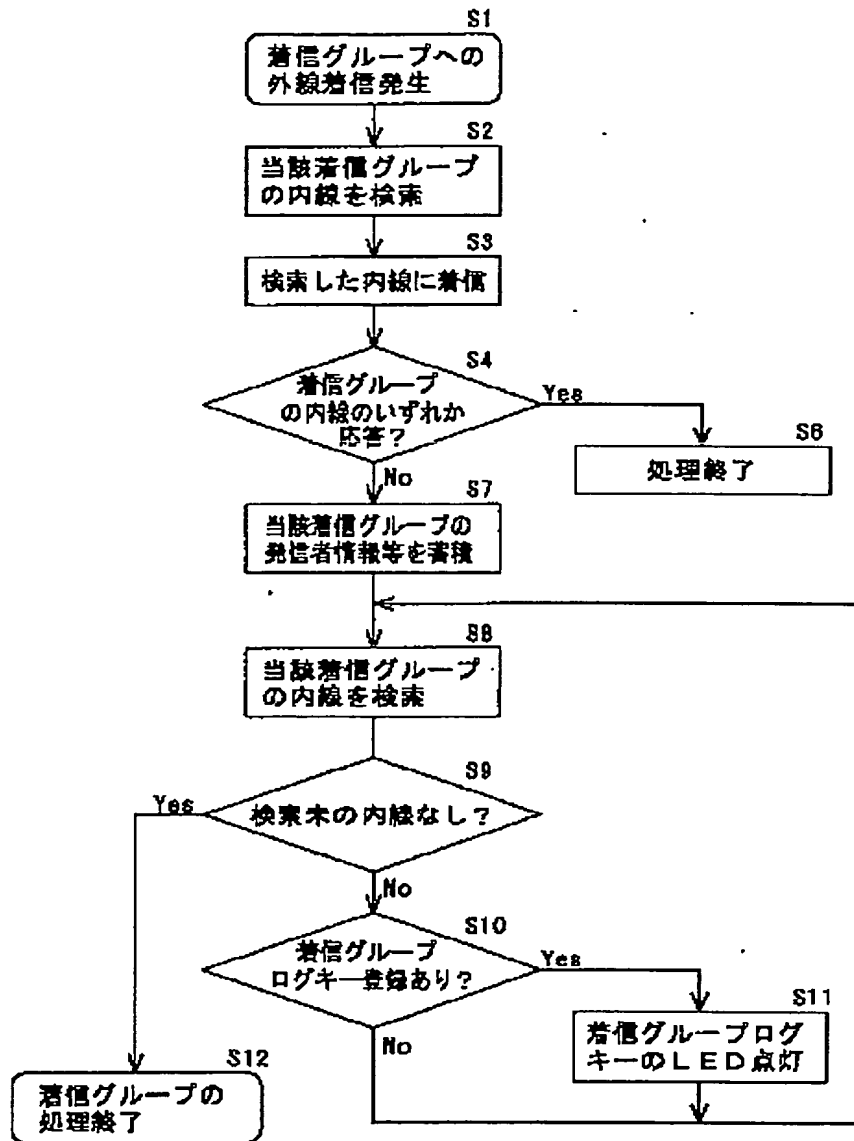 S1
着信グループへの
外線着信発生
S2
当該着信グループ
の内線を検索
S3
検索した内線に着信
S4
着信グループ
の内線のいずれか
応答?
Yes
No
S6
処理終了
S7
当該着信グループの
発信者情報等を蓄積
S8
当該着信グループ
の内線を検索
S9
検索未の内線なし?
Yes
No
S10
着信グループ
ログキー登録あり?
Yes
No
S11
着信グループログ
キーのLED点灯
S12
着信グループの
処理終了